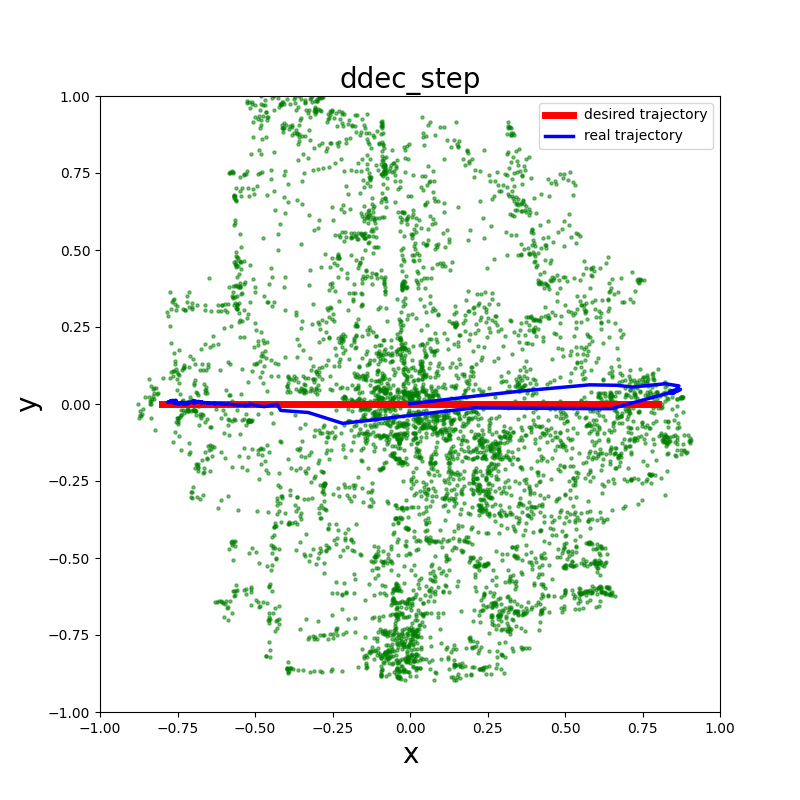 ddec_step
desired trajectory
real trajectory
1.00
0.75
0.50
0.25
0.00
−0.25
−0.50
−0.75
−1.00
y
−1.00 −0.75 −0.50 −0.25 0.00 0.25 0.50 0.75 1.00
x